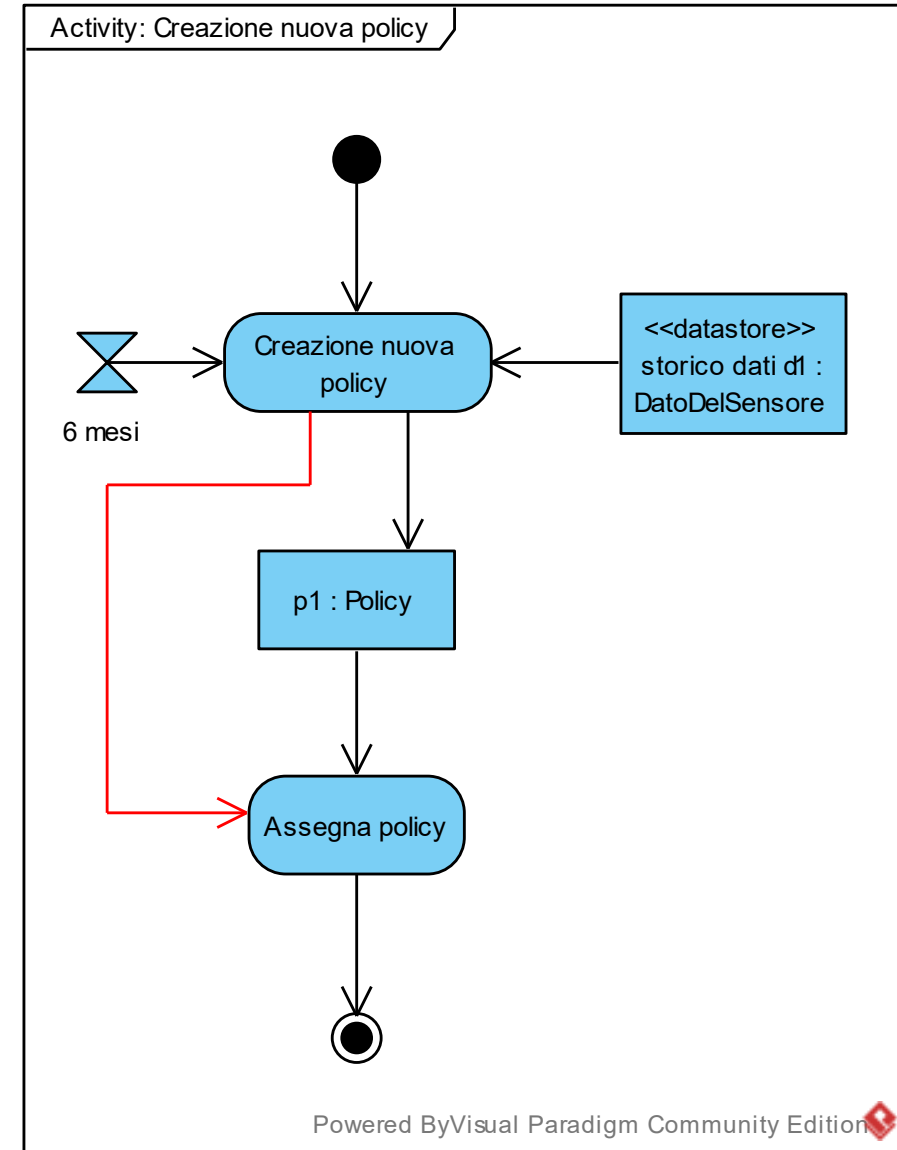 Activity: Creazione nuova policy
Creazione nuova
policy
<<datastore>>
storico dati d1 :
DatoDelSensore
6 mesi
p1 : Policy
Assegna policy
Powered ByVisual Paradigm Community Edition